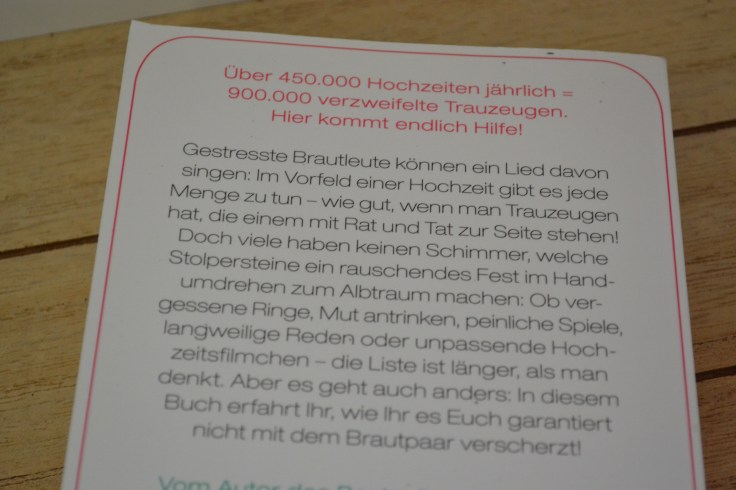 Über 450.000 Hochzeiten jährlich =
900.000 verzweifelte Trauzeugen.
Hier kommt endlich Hilfe!
Gestresste Brautleute können ein Lied davon
singen: Im Vorfeld einer Hochzeit gibt es jede
Menge zu tun – wie gut, wenn man Trauzeugen
hat, die einem mit Rat und Tat zur Seite stehen!
Doch viele haben keinen Schimmer, welche
Stolpersteine ein rauschendes Fest im Hand-
umdrehen zum Albtraum machen: Ob ver-
gessene Ringe, Mut antrinken, peinliche Spiele,
langweilige Reden oder unpassende Hoch-
zeitsfilmchen – die Liste ist länger, als man
denkt. Aber es geht auch anders: In diesem
Buch erfahrt Ihr, wie Ihr es Euch garantiert
nicht mit dem Brautpaar verscherzt!
Vom Autor des